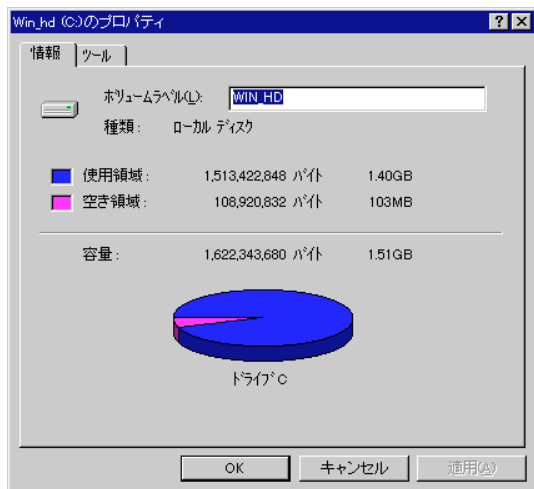 Win_hd (C:)のプロパティ
情報 ツール
ボリュームラベル(L): WIN_HD
種類: ローカル ディスク
使用領域: 1,513,422,848 バイト 1.40GB
空き領域: 108,920,832 バイト 103MB
容量: 1,622,343,680 バイト 1.51GB
ドライブ C
OK キャンセル 適用(A)